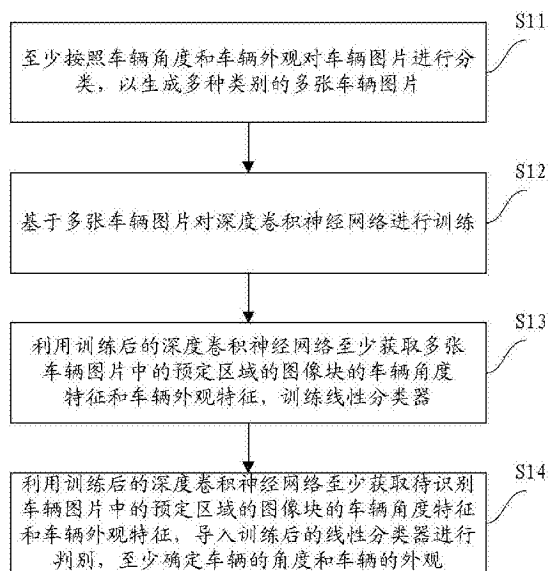 S11
至少按照车辆角度和车辆外观对车辆图片进行分
类，以生成多种类别的多张车辆图片
S12
基于多张车辆图片对深度卷积神经网络进行训练
S13
利用训练后的深度卷积神经网络至少获取多张
车辆图片中的预定区域的图像块的车辆角度
特征和车辆外观特征，训练线性分类器
S14
利用训练后的深度卷积神经网络至少获取待识别
车辆图片中的预定区域的图像块的车辆角度特征
和车辆外观特征，导入训练后的线性分类器进行
判别，至少确定车辆的角度和车辆的外观